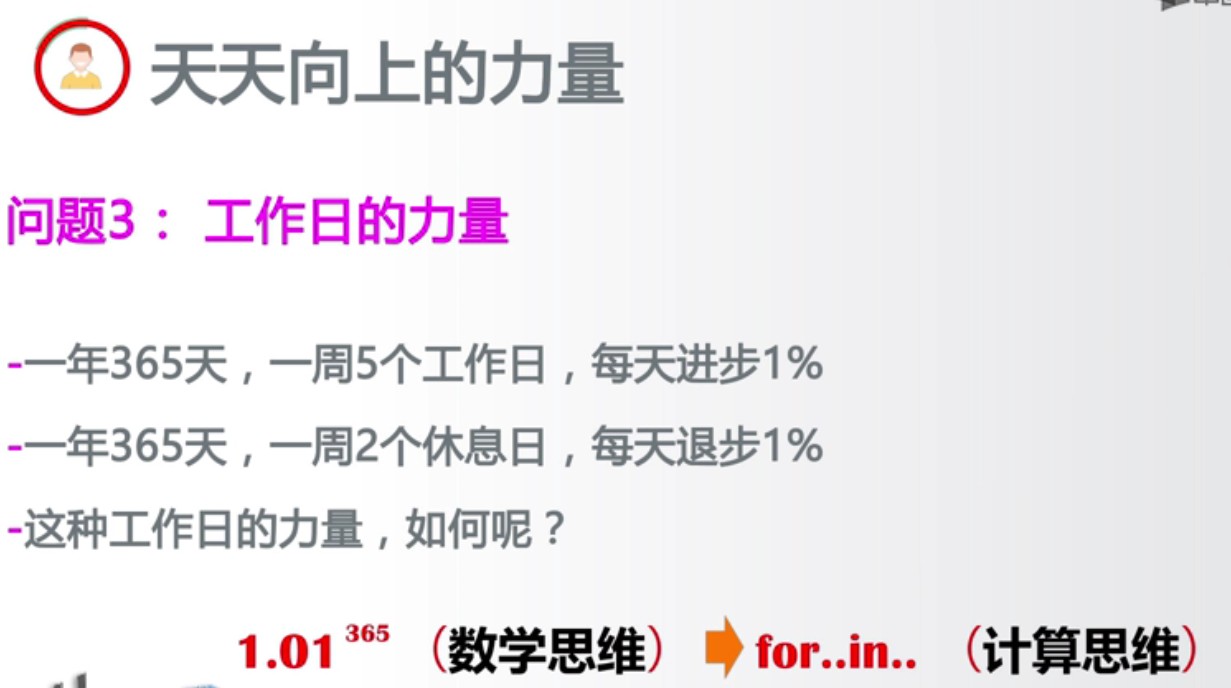 天天向上的力量
问题3： 工作日的力量
-一年365天，一周5个工作日，每天进步1%
-一年365天，一周2个休息日，每天退步1%
-这种工作日的力量，如何呢？
1.01 365 （数学思维） for..in.. （计算思维）